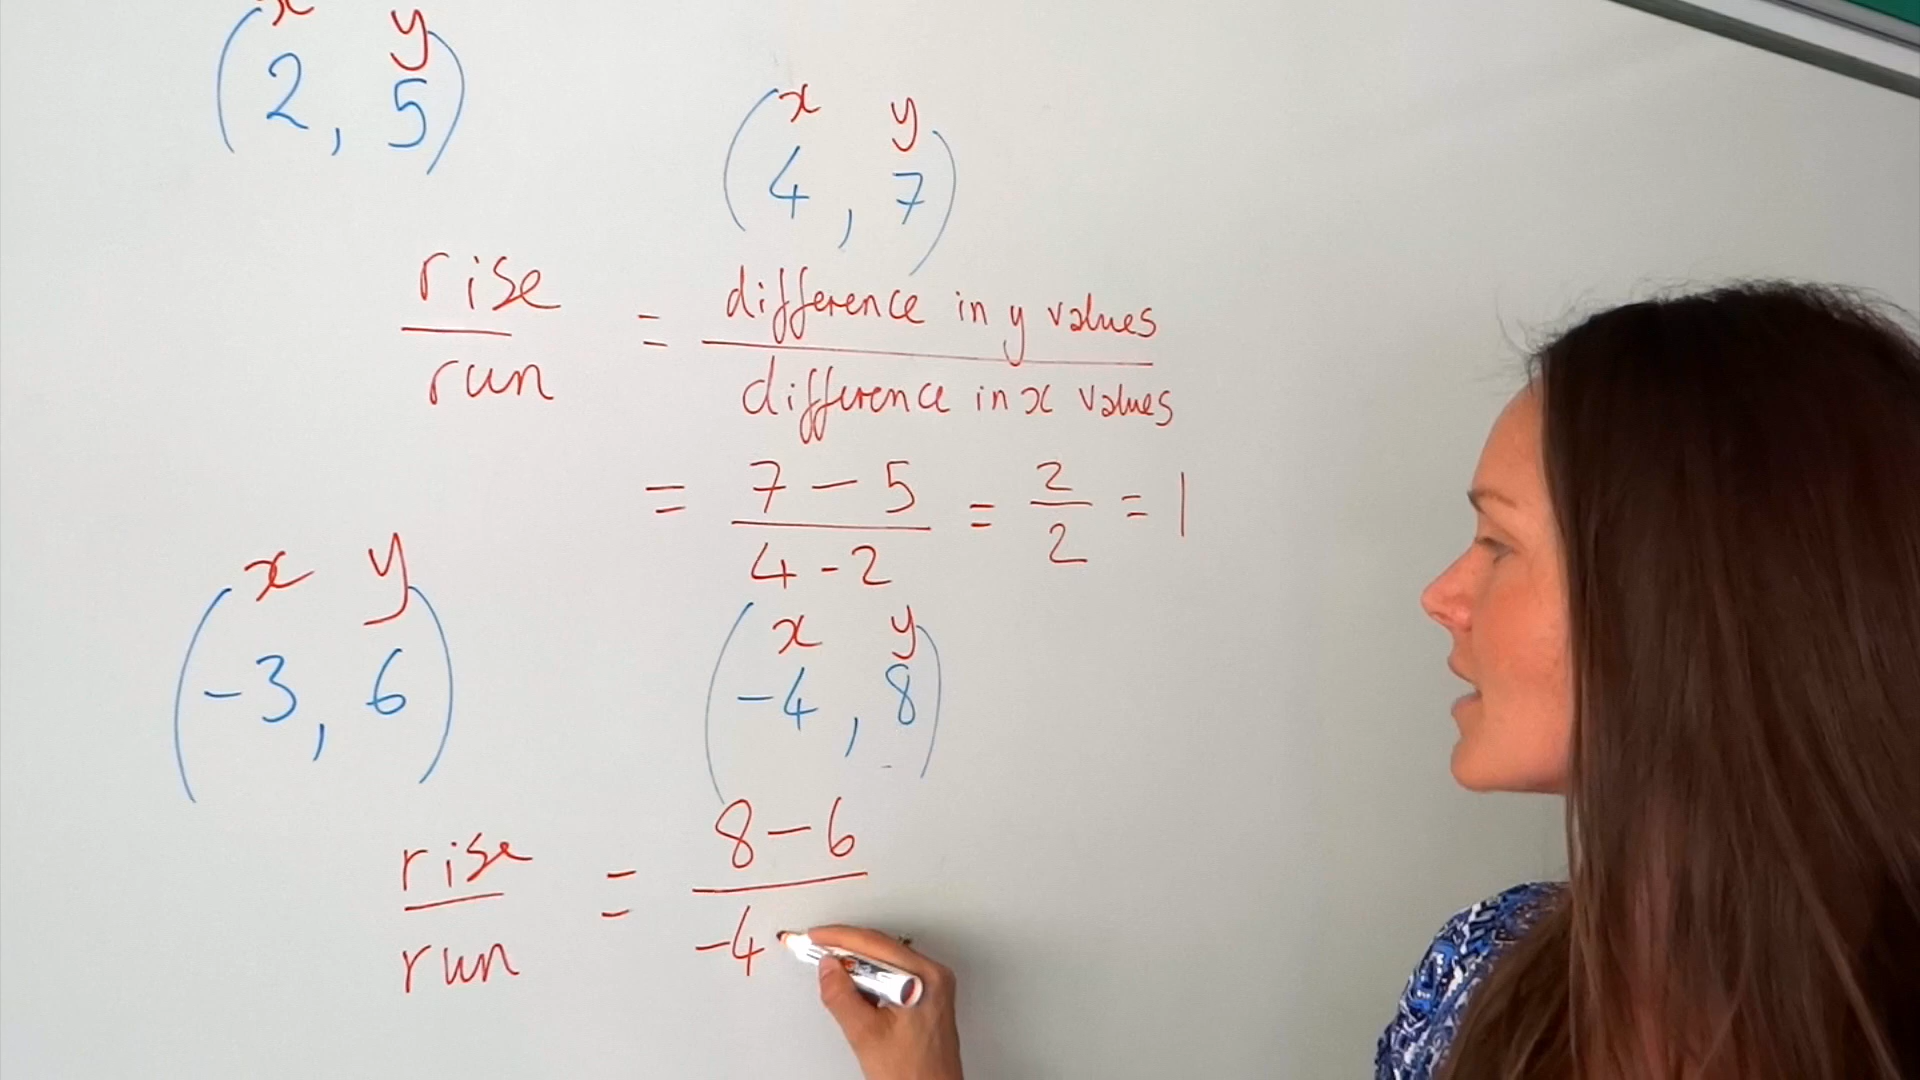 x y
(2, 5)
x y
(4, 7)
rise / run = difference in y values / difference in x values
= 7 - 5 / 4 - 2 = 2 / 2 = 1
x y
(-3, 6)
x y
(-4, 8)
rise / run = 8 - 6 / -4